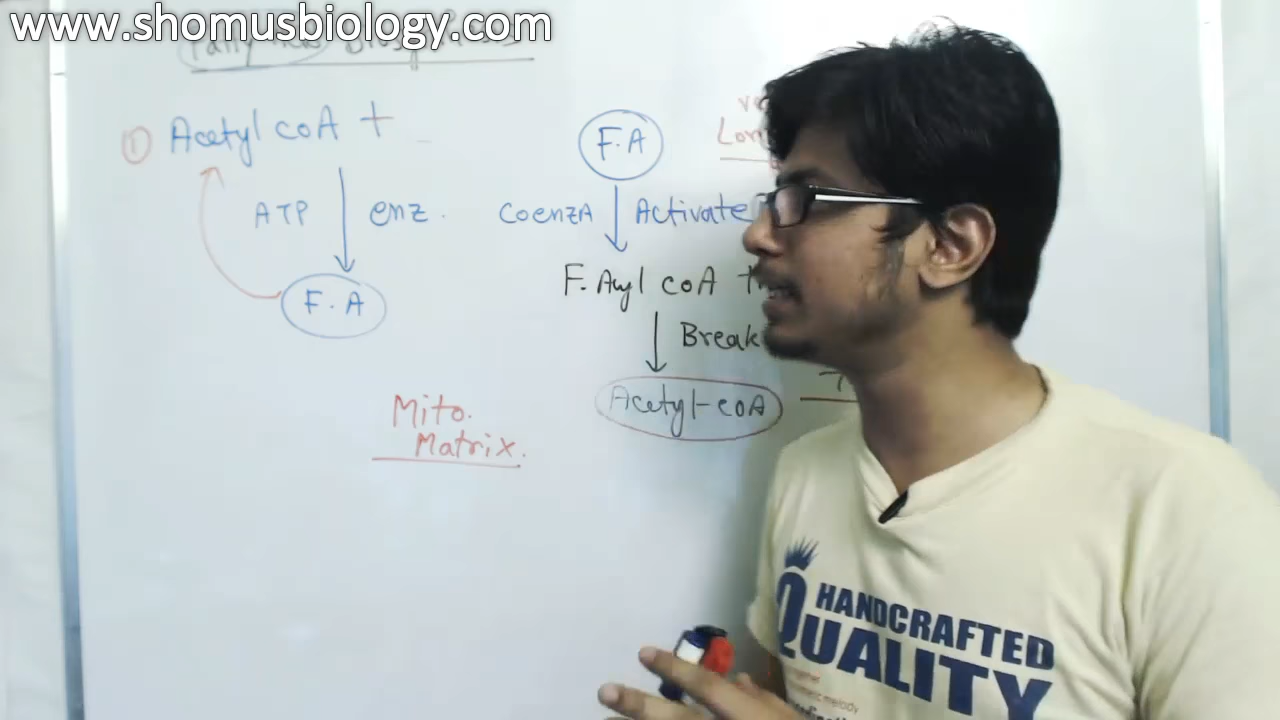 www.shomusbiology.com
① Acetyl coA +
ATP enz.
F.A
Mito.
Matrix.
F.A
CoenzA Activate
F. Acyl coA +
Break
Acetyl-coA
HANDCRAFTED
QUALITY